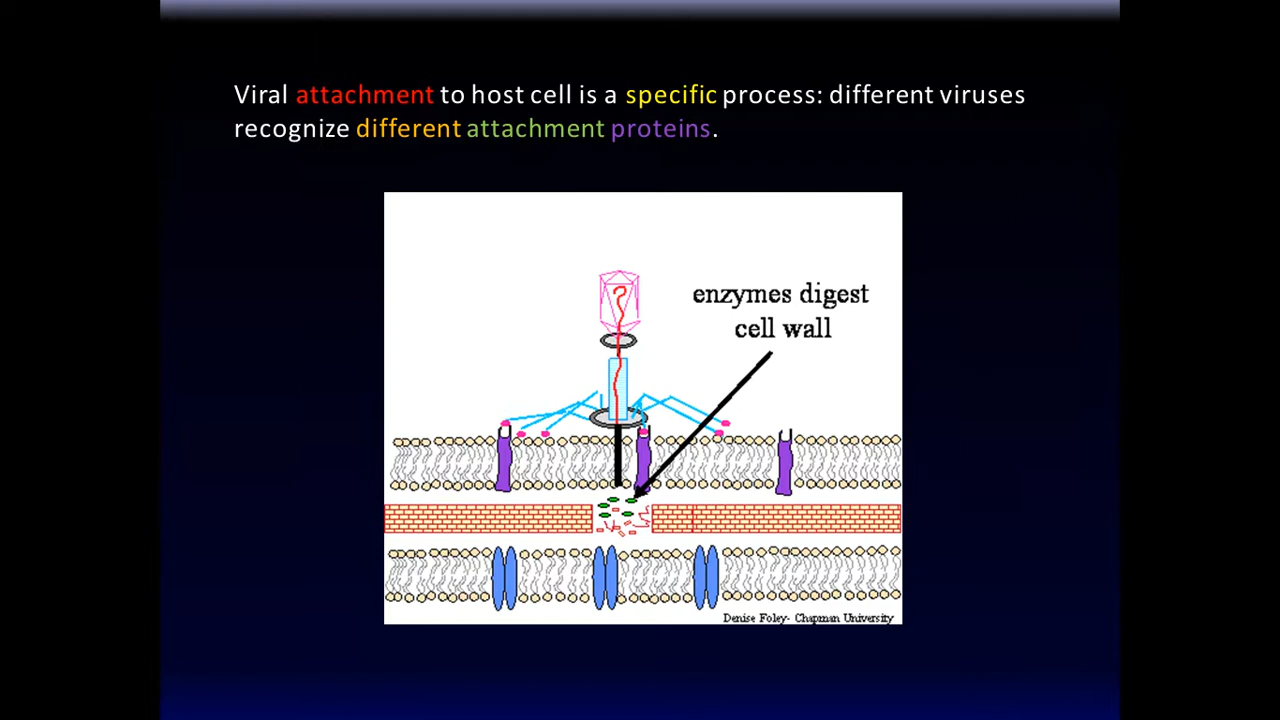 Viral attachment to host cell is a specific process: different viruses
recognize different attachment proteins.
enzymes digest
cell wall
Denise Foley- Chapman University